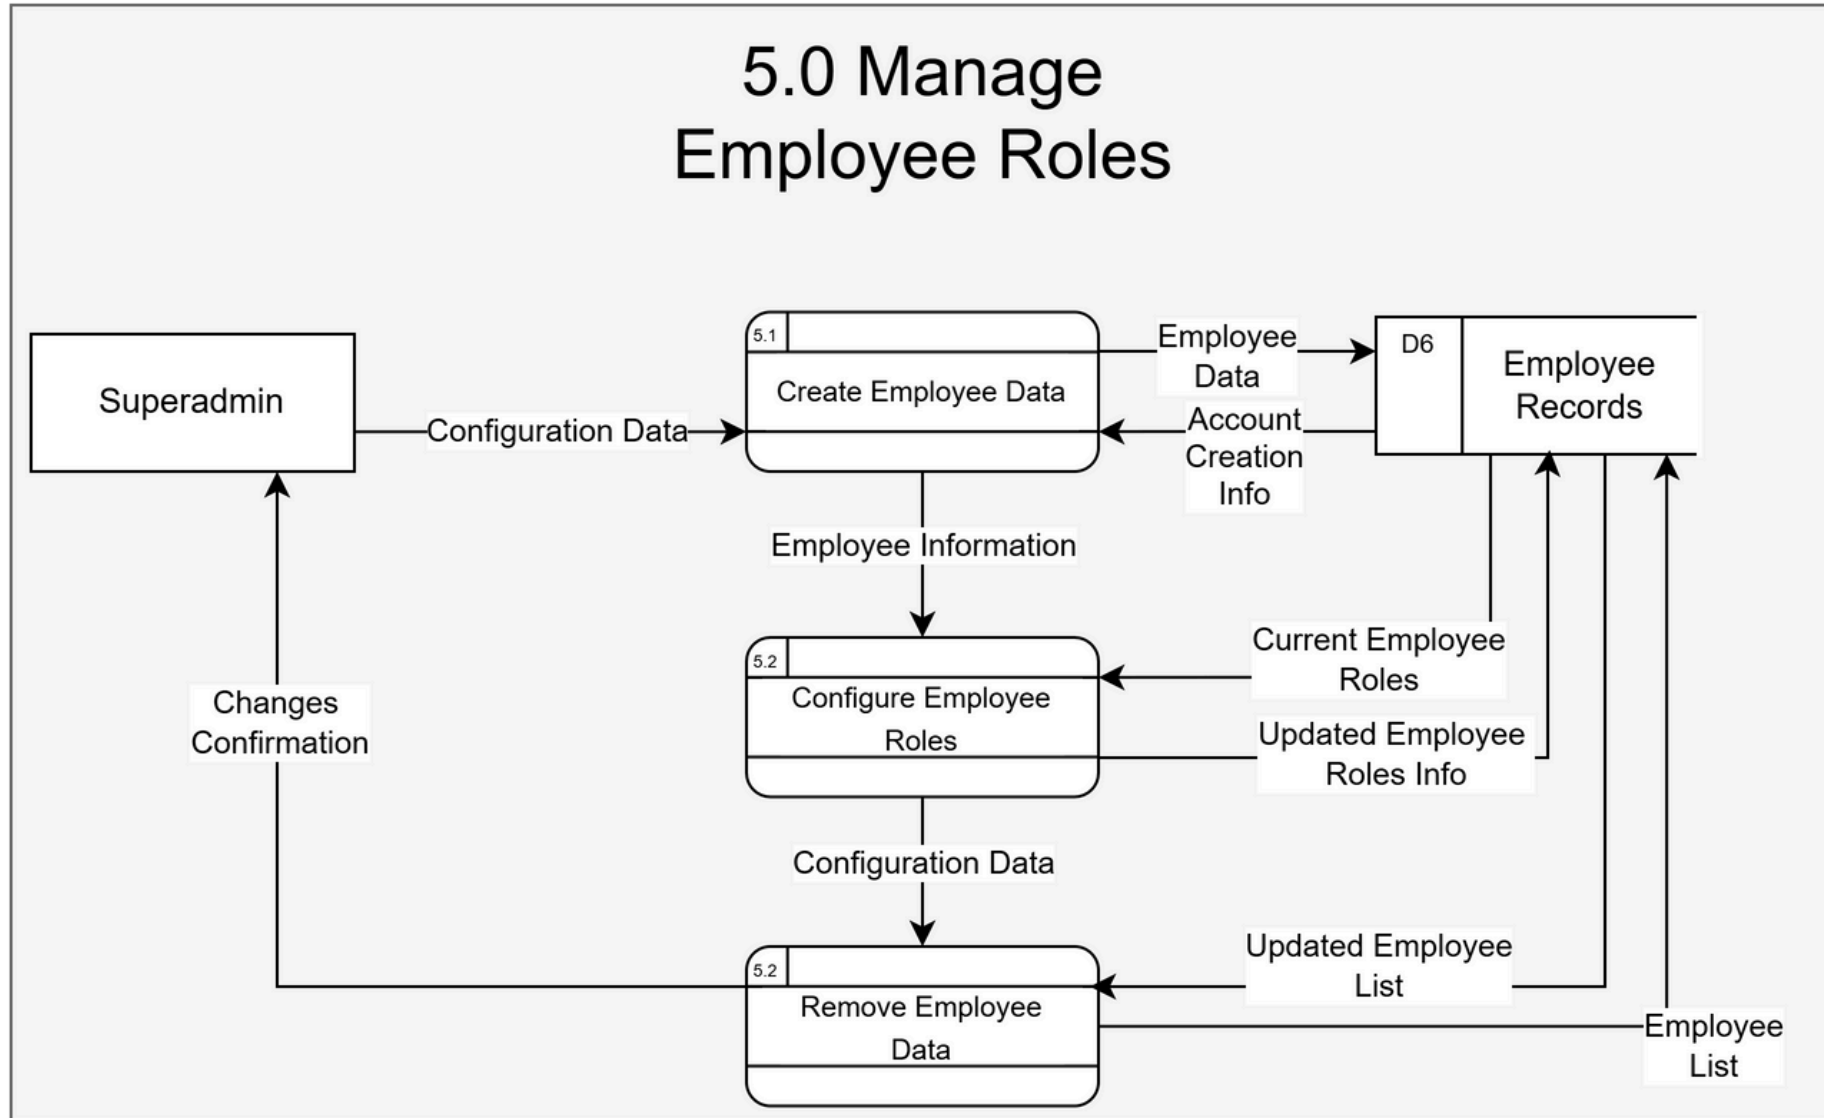 5.0 Manage
Employee Roles
Superadmin
Configuration Data
5.1
Create Employee Data
Employee
Data
Account
Creation
Info
D6
Employee
Records
Employee Information
Changes
Confirmation
5.2
Configure Employee
Roles
Current Employee
Roles
Updated Employee
Roles Info
Configuration Data
5.2
Remove Employee
Data
Updated Employee
List
Employee
List